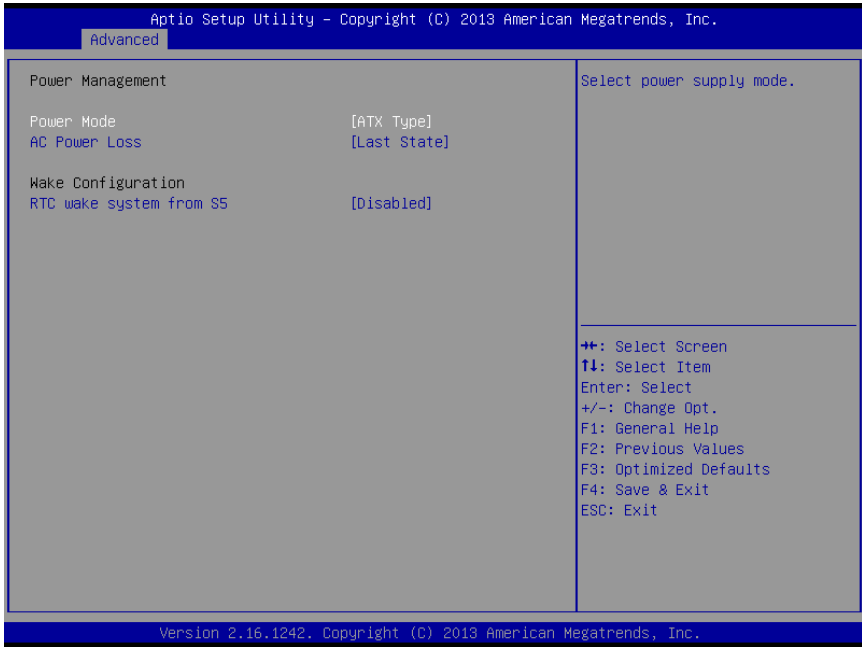 Aptio Setup Utility – Copyright (C) 2013 American Megatrends, Inc.
Advanced
Power Management
Power Mode [ATX Type]
AC Power Loss [Last State]
Wake Configuration
RTC wake system from S5 [Disabled]
Select power supply mode.
→←: Select Screen
↑↓: Select Item
Enter: Select
+/-: Change Opt.
F1: General Help
F2: Previous Values
F3: Optimized Defaults
F4: Save & Exit
ESC: Exit
Version 2.16.1242. Copyright (C) 2013 American Megatrends, Inc.